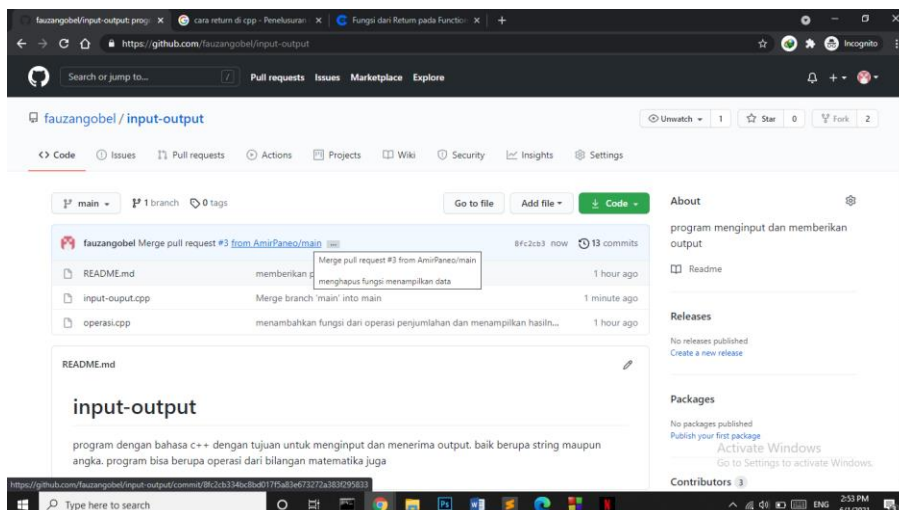 fauzangobel/input-output: progr
cara return di cpp - Penelusuran
Fungsi dari Return pada Function
https://github.com/fauzangobel/input-output
Incognito
Search or jump to...
/
Pull requests Issues Marketplace Explore
fauzangobel / input-output
Unwatch 1 Star 0 Fork 2
Code Issues Pull requests Actions Projects Wiki Security Insights Settings
main 1 branch 0 tags Go to file Add file Code
fauzangobel Merge pull request #3 from AmirPaneo/main ... 8fc2cb3 now 13 commits
Merge pull request #3 from AmirPaneo/main
menghapus fungsi menampilkan data
README.md memberikan p 1 hour ago
input-ouput.cpp Merge branch 'main' into main 1 minute ago
operasi.cpp menambahkan fungsi dari operasi penjumlahan dan menampilkan hasiln... 1 hour ago
README.md
input-output
program dengan bahasa c++ dengan tujuan untuk menginput dan menerima output. baik berupa string maupun
angka. program bisa berupa operasi dari bilangan matematika juga
About
program menginput dan memberikan
output
Readme
Releases
No releases published
Create a new release
Packages
No packages published
Publish your first package
Contributors 3
Activate Windows
Go to Settings to activate Windows.
Type here to search
ENG
2:53 PM
6/1/2021